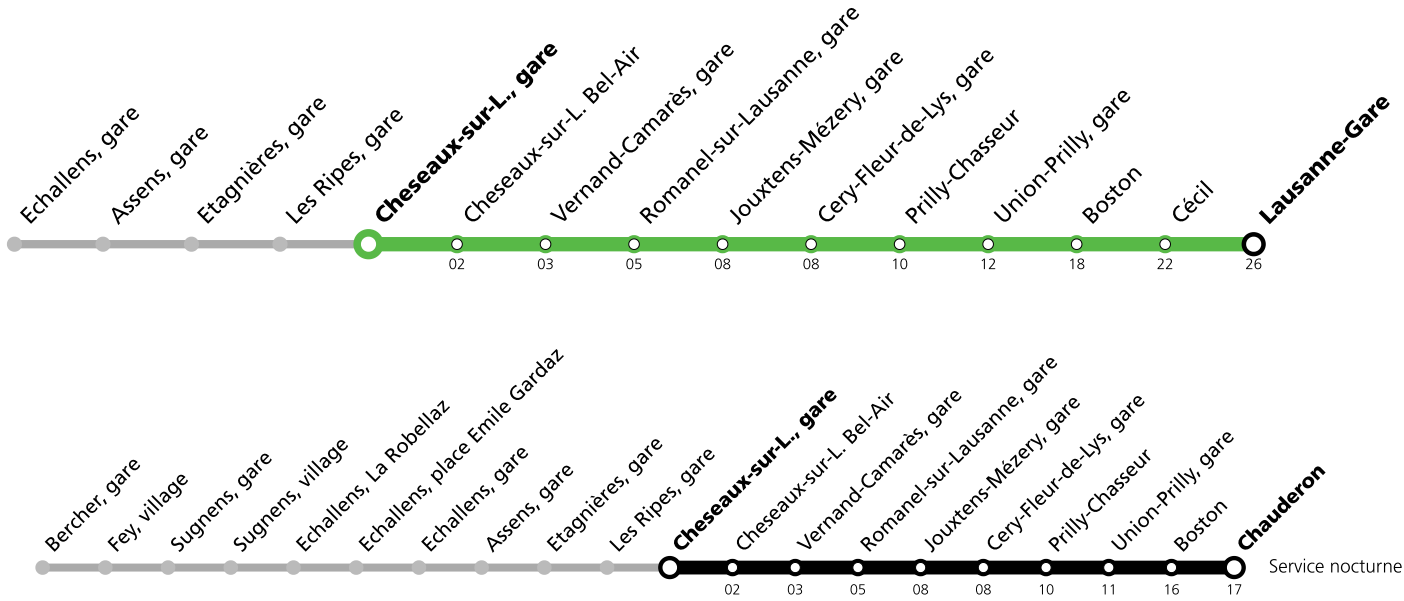 Echallens, gare
Assens, gare
Etagnières, gare
Les Ripes, gare
Cheseaux-sur-L., gare
Cheseaux-sur-L. Bel-Air
Vernand-Camarès, gare
Romanel-sur-Lausanne, gare
Jouxtens-Mézery, gare
Cery-Fleur-de-Lys, gare
Prilly-Chasseur
Union-Prilly, gare
Boston
Cécil
Lausanne-Gare
02 03 05 08 08 10 12 18 22 26
Bercher, gare
Fey, village
Sugnens, gare
Sugnens, village
Echallens, La Robellaz
Echallens, place Emile Gardaz
Echallens, gare
Assens, gare
Etagnières, gare
Les Ripes, gare
Cheseaux-sur-L., gare
Cheseaux-sur-L. Bel-Air
Vernand-Camarès, gare
Romanel-sur-Lausanne, gare
Jouxtens-Mézery, gare
Cery-Fleur-de-Lys, gare
Prilly-Chasseur
Union-Prilly, gare
Boston
Chauderon
Service nocturne
02 03 05 08 08 10 11 16 17